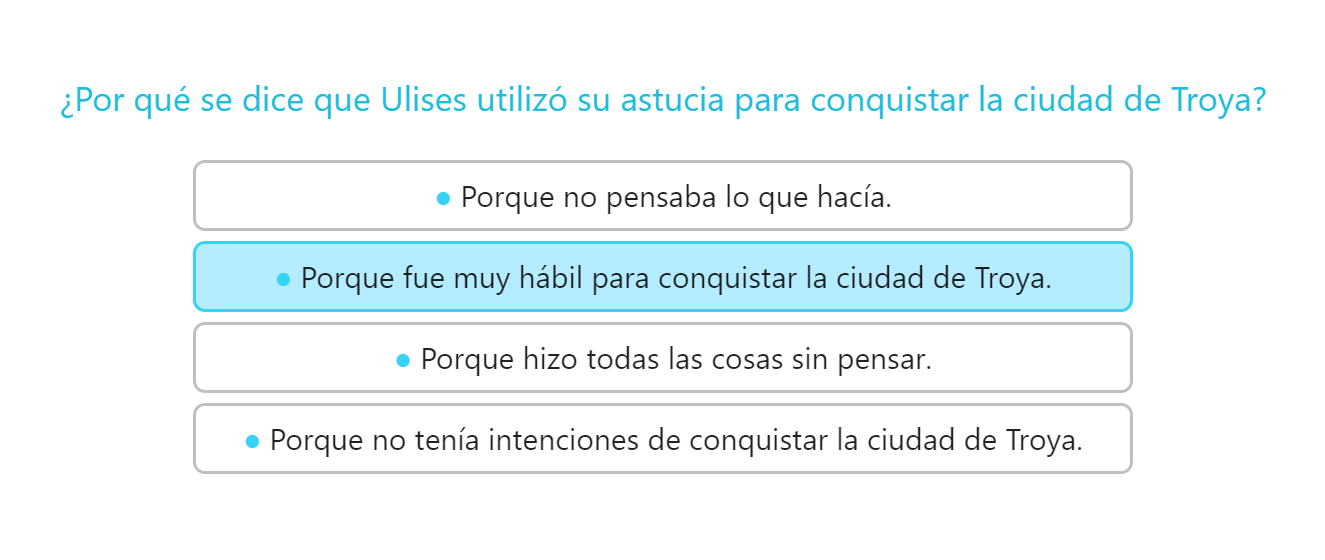 ¿Por qué se dice que Ulises utilizó su astucia para conquistar la ciudad de Troya?
● Porque no pensaba lo que hacía.
● Porque fue muy hábil para conquistar la ciudad de Troya.
● Porque hizo todas las cosas sin pensar.
● Porque no tenía intenciones de conquistar la ciudad de Troya.